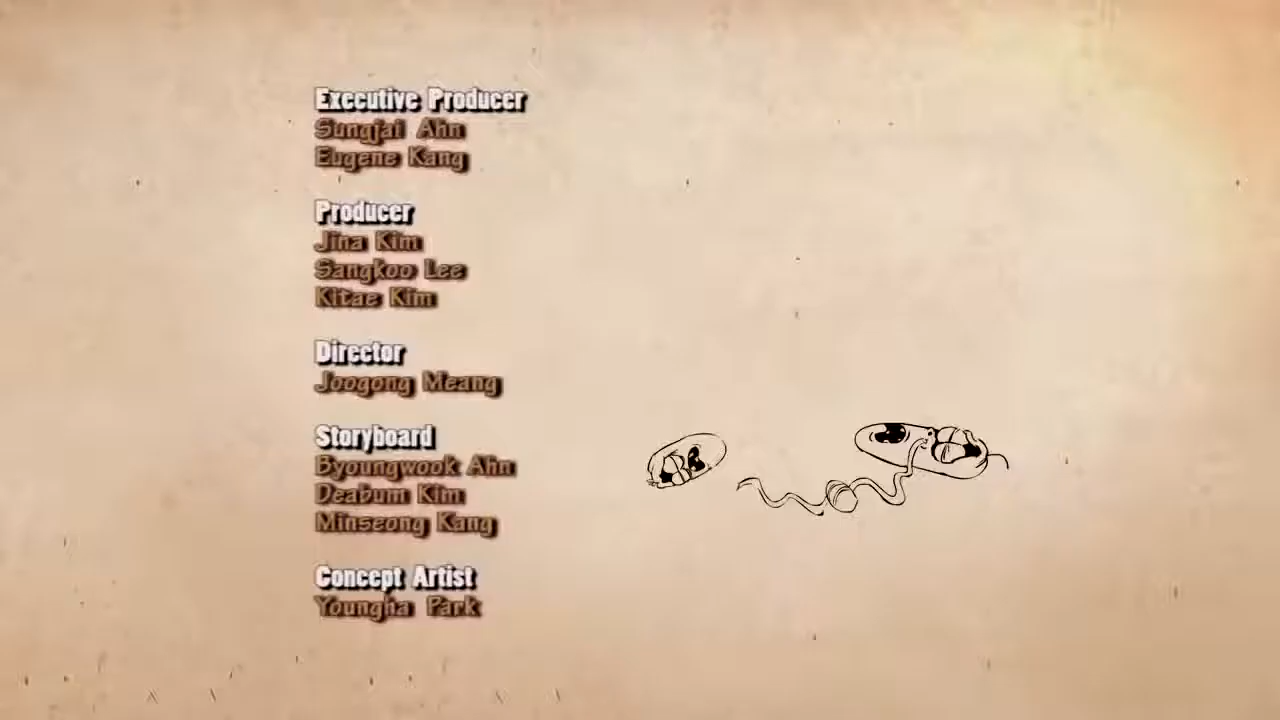 Executive Producer
Sungjai Ahn
Eugene Kang
Producer
Jina Kim
Sangkoo Lee
Kitae Kim
Director
Joogong Meang
Storyboard
Byoungwook Ahn
Deabum Kim
Minseong Kang
Concept Artist
Youngha Park